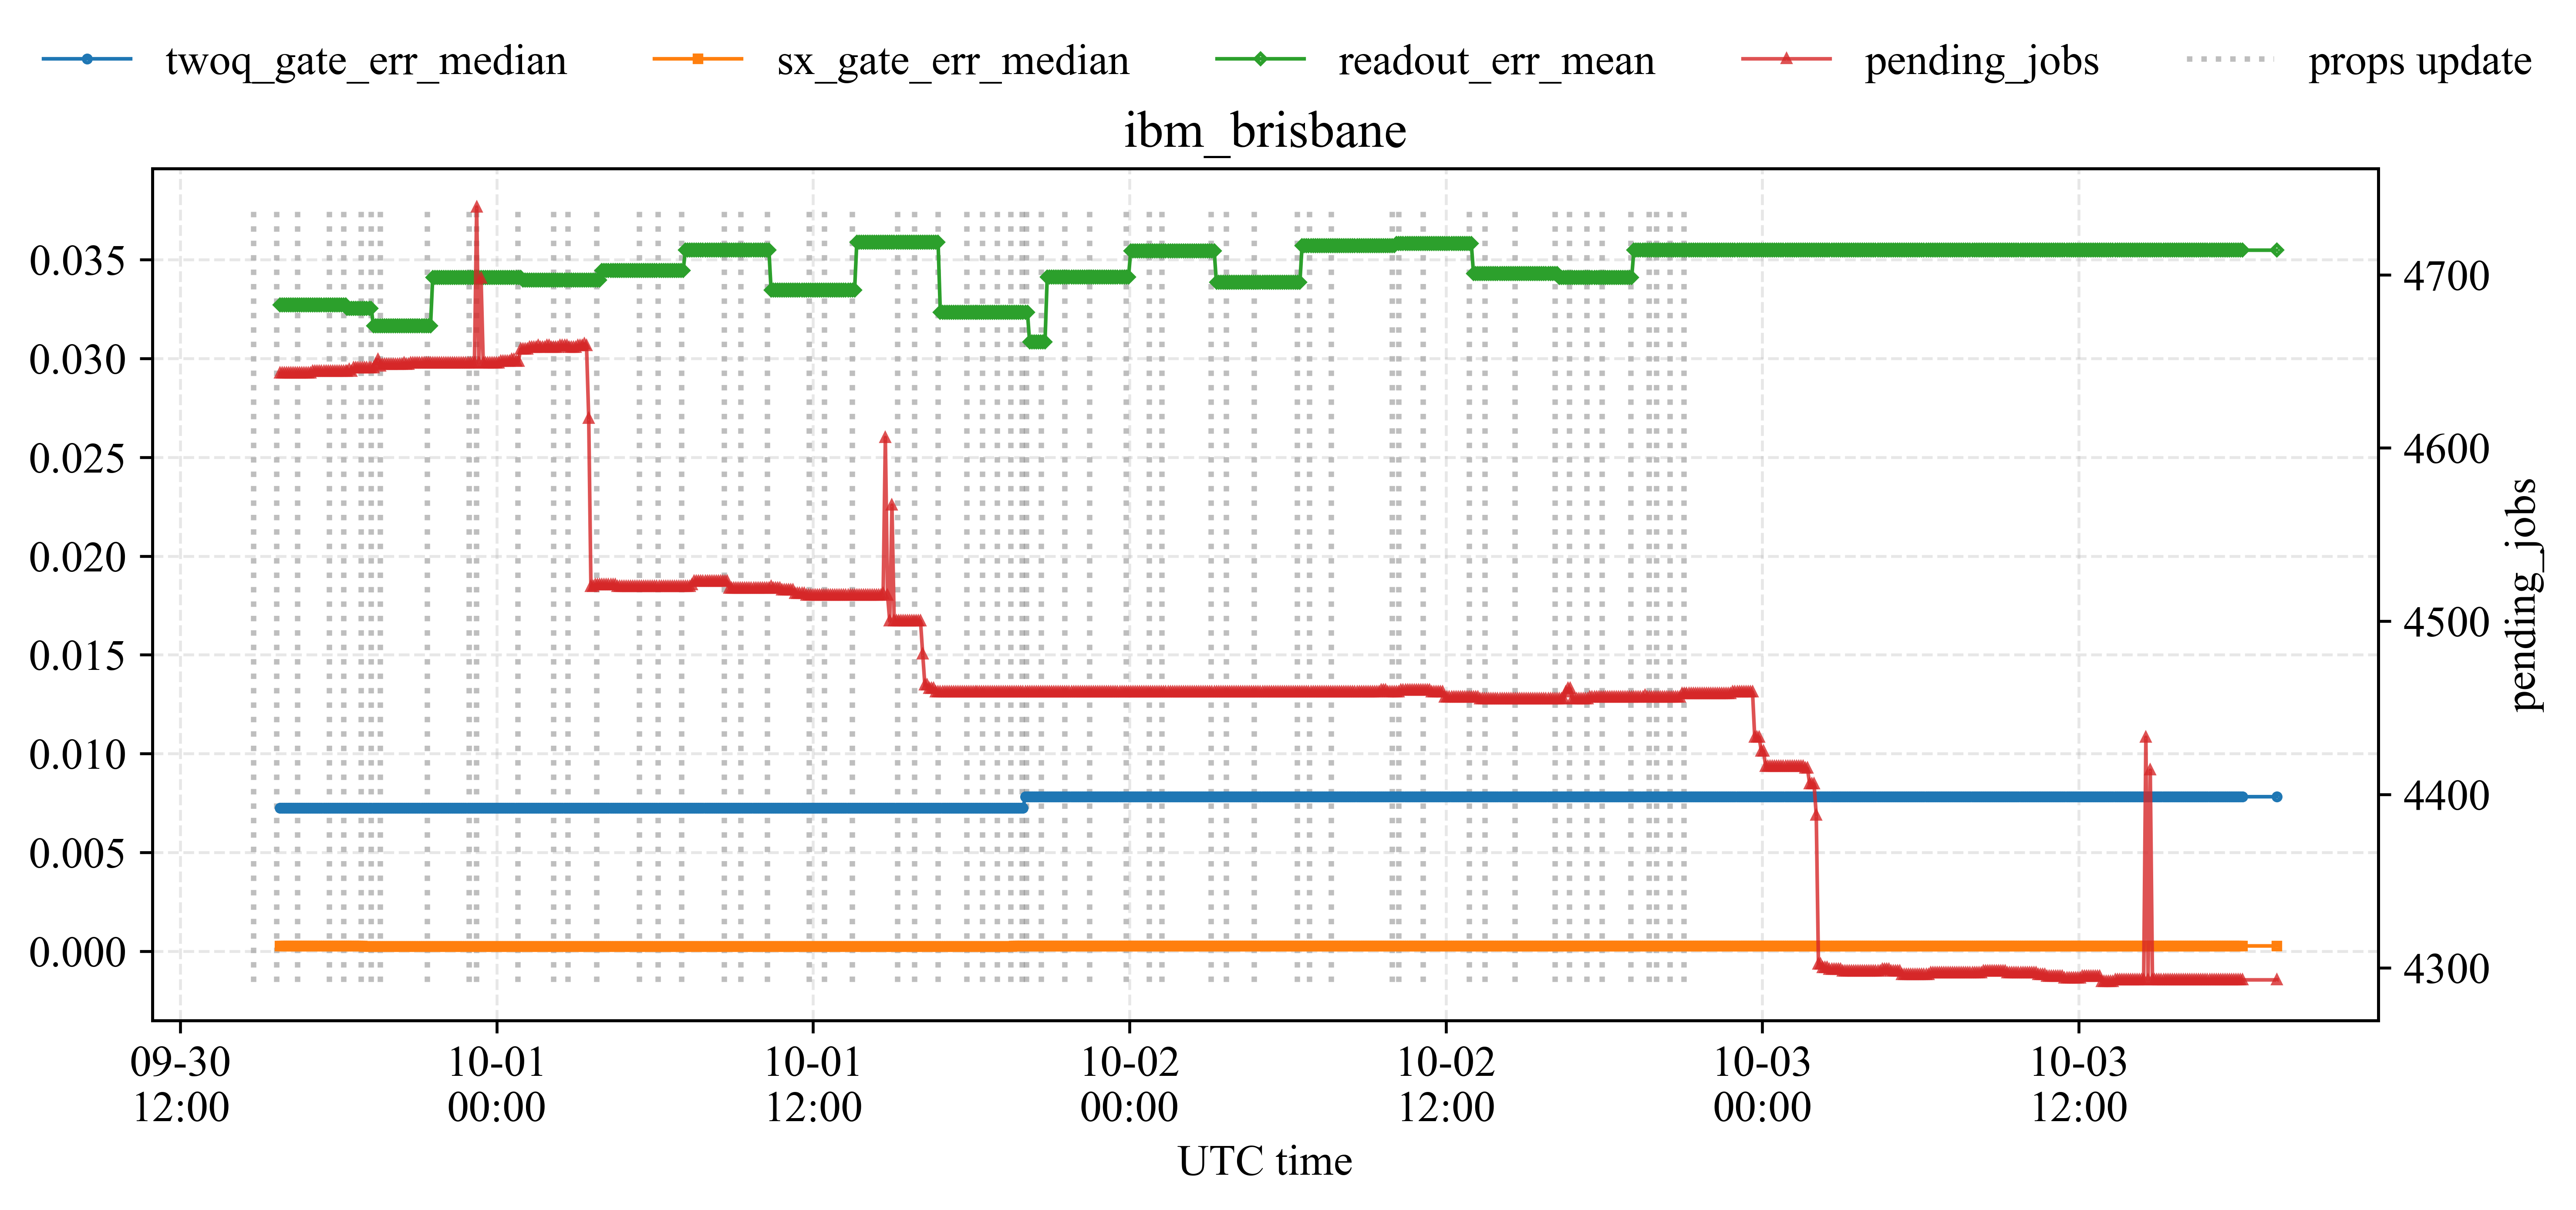 twoq_gate_err_median sx_gate_err_median readout_err_mean pending_jobs props update
ibm_brisbane
0.035
0.030
0.025
0.020
0.015
0.010
0.005
0.000
4700
4600
4500
4400
4300
pending_jobs
09-30 10-01 10-01 10-02 10-02 10-03 10-03
12:00 00:00 12:00 00:00 12:00 00:00 12:00
UTC time